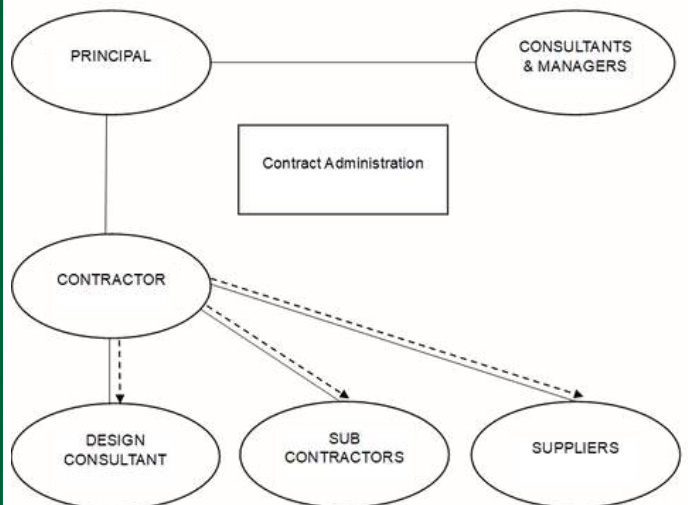 PRINCIPAL
CONSULTANTS
& MANAGERS
Contract Administration
CONTRACTOR
DESIGN
CONSULTANT
SUB
CONTRACTORS
SUPPLIERS